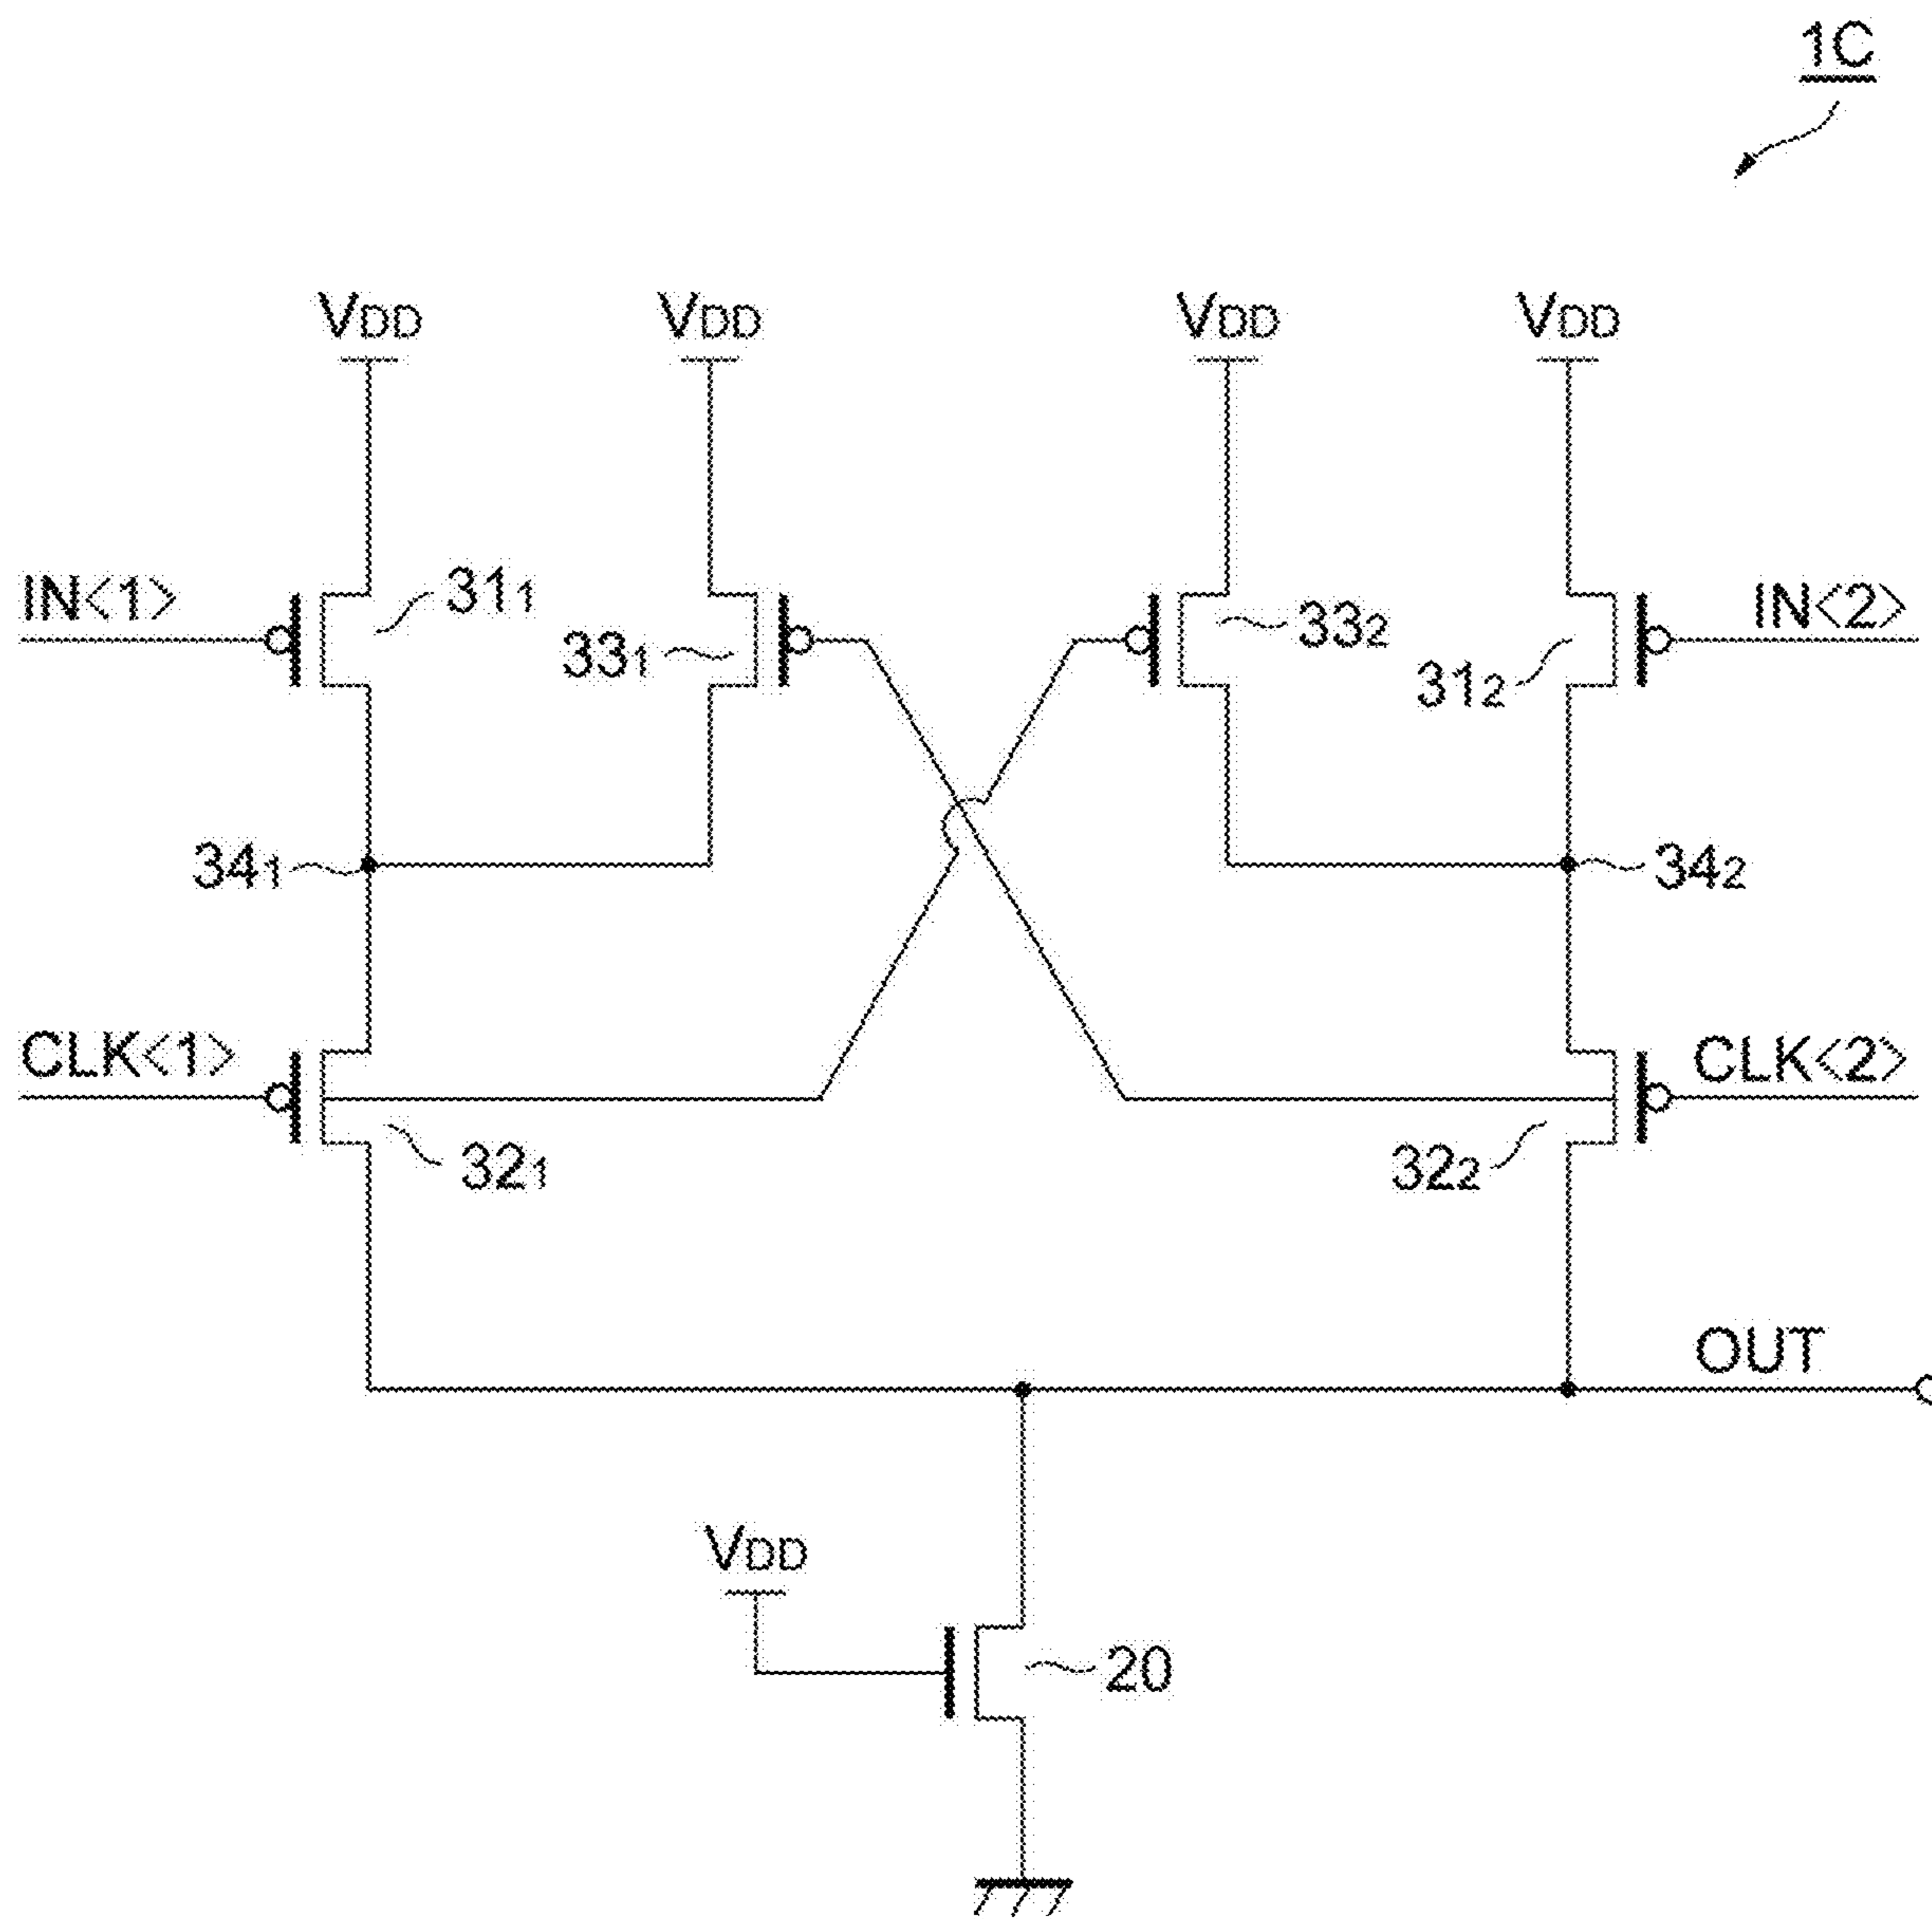 1C
VDD VDD VDD VDD
IN<1> 31₁ 33₁ 33₂ 31₂ IN<2>
34₁ 34₂
CLK<1> 32₁ 32₂ CLK<2>
OUT
VDD
20